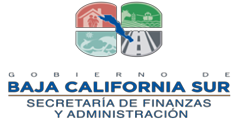 GOBIERNO DE
BAJA CALIFORNIA SUR
SECRETARÍA DE FINANZAS
Y ADMINISTRACIÓN